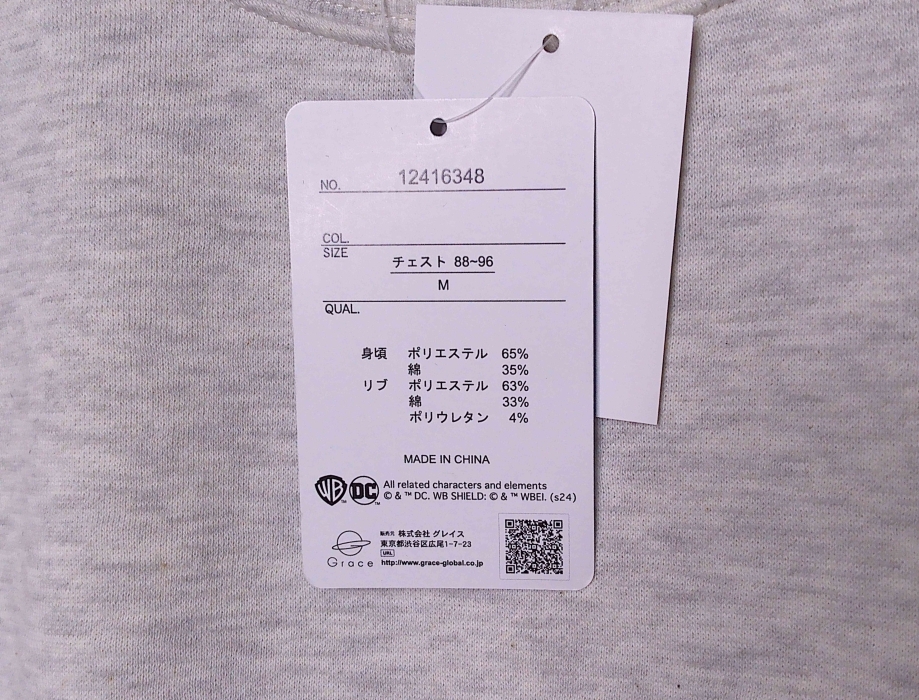 NO. 12416348
COL.
SIZE
チェスト 88~96
M
QUAL.
身頃 ポリエステル 65%
綿 35%
リブ ポリエステル 63%
綿 33%
ポリウレタン 4%
MADE IN CHINA
WB TM DC TM All related characters and elements
© & ™ DC. WB SHIELD: © & ™ WBEI. (s24)
販売元 株式会社 グレイス
東京都渋谷区広尾1-7-23
URL
Grace http://www.grace-global.co.jp